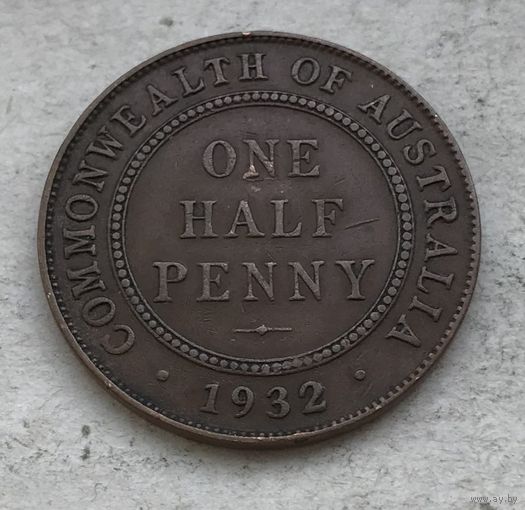 COMMONWEALTH OF AUSTRALIA
ONE
HALF
PENNY
· 1932 ·
www.ay.by